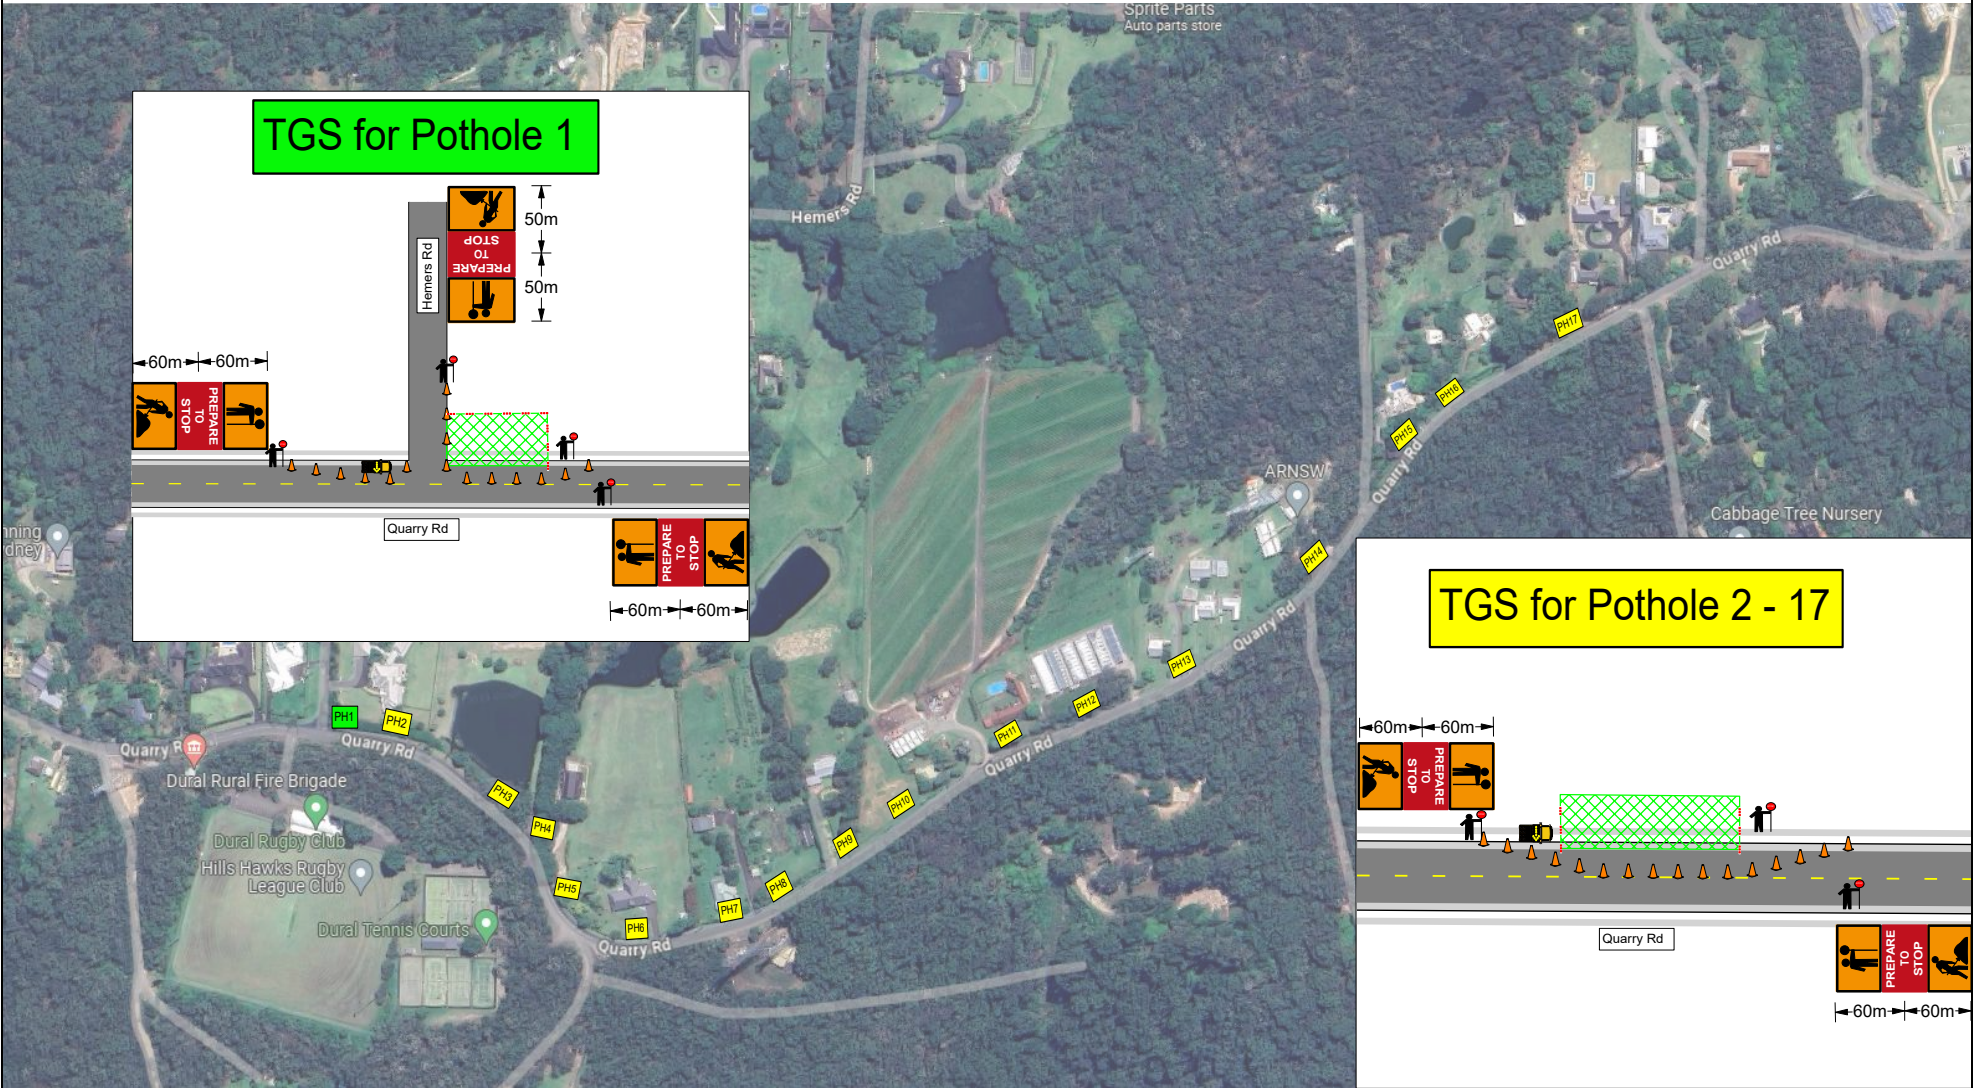 Sprite Parts
Auto parts store
TGS for Pothole 1
50m
STOP
TO
PREPARE
50m
Hemers Rd
60m
60m
PREPARE
TO
STOP
Quarry Rd
PREPARE
TO
STOP
60m
60m
Hemers Rd
Quarry Rd
PH17
PH16
PH15
Quarry Rd
ARNSW
Cabbage Tree Nursery
PH14
nning
ydney
Quarry Rd
TGS for Pothole 2 - 17
PH13
PH12
PH11
Quarry Rd
PH1
PH2
Quarry R
Quarry Rd
Dural Rural Fire Brigade
PH3
PH10
PH4
PH9
Dural Rugby Club
Hills Hawks Rugby
League Club
PH5
PH8
PH7
Dural Tennis Courts
PH6
Quarry Rd
60m
60m
PREPARE
TO
STOP
Quarry Rd
PREPARE
TO
STOP
60m
60m